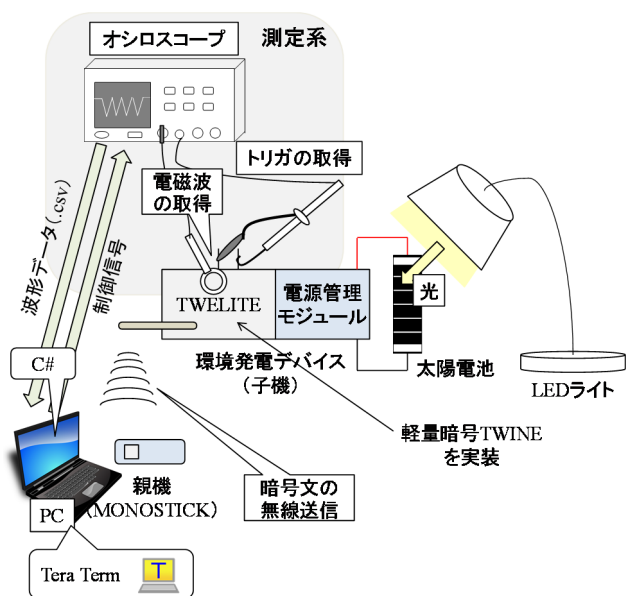 オシロスコープ
測定系
トリガの取得
電磁波
の取得
波形データ(.csv)
制御信号
TWELITE
電源管理
モジュール
光
環境発電デバイス
（子機）
太陽電池
LEDライト
C#
軽量暗号TWINE
を実装
親機
(MONOSTICK)
暗号文の
無線送信
PC
Tera Term
T